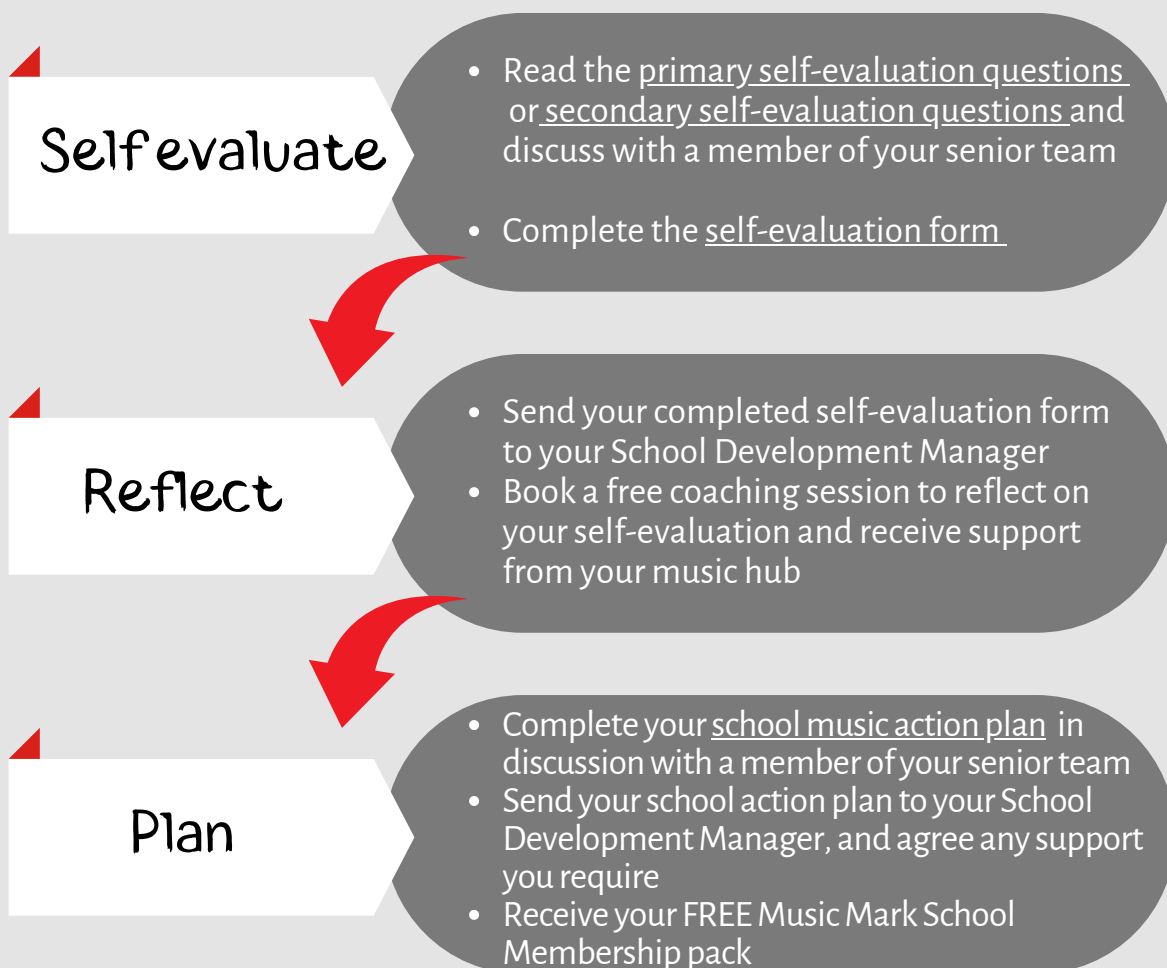 Self evaluate
• Read the primary self-evaluation questions
or secondary self-evaluation questions and
discuss with a member of your senior team
• Complete the self-evaluation form
Reflect
• Send your completed self-evaluation form
to your School Development Manager
• Book a free coaching session to reflect on
your self-evaluation and receive support
from your music hub
Plan
• Complete your school music action plan in
discussion with a member of your senior team
• Send your school action plan to your School
Development Manager, and agree any support
you require
• Receive your FREE Music Mark School
Membership pack